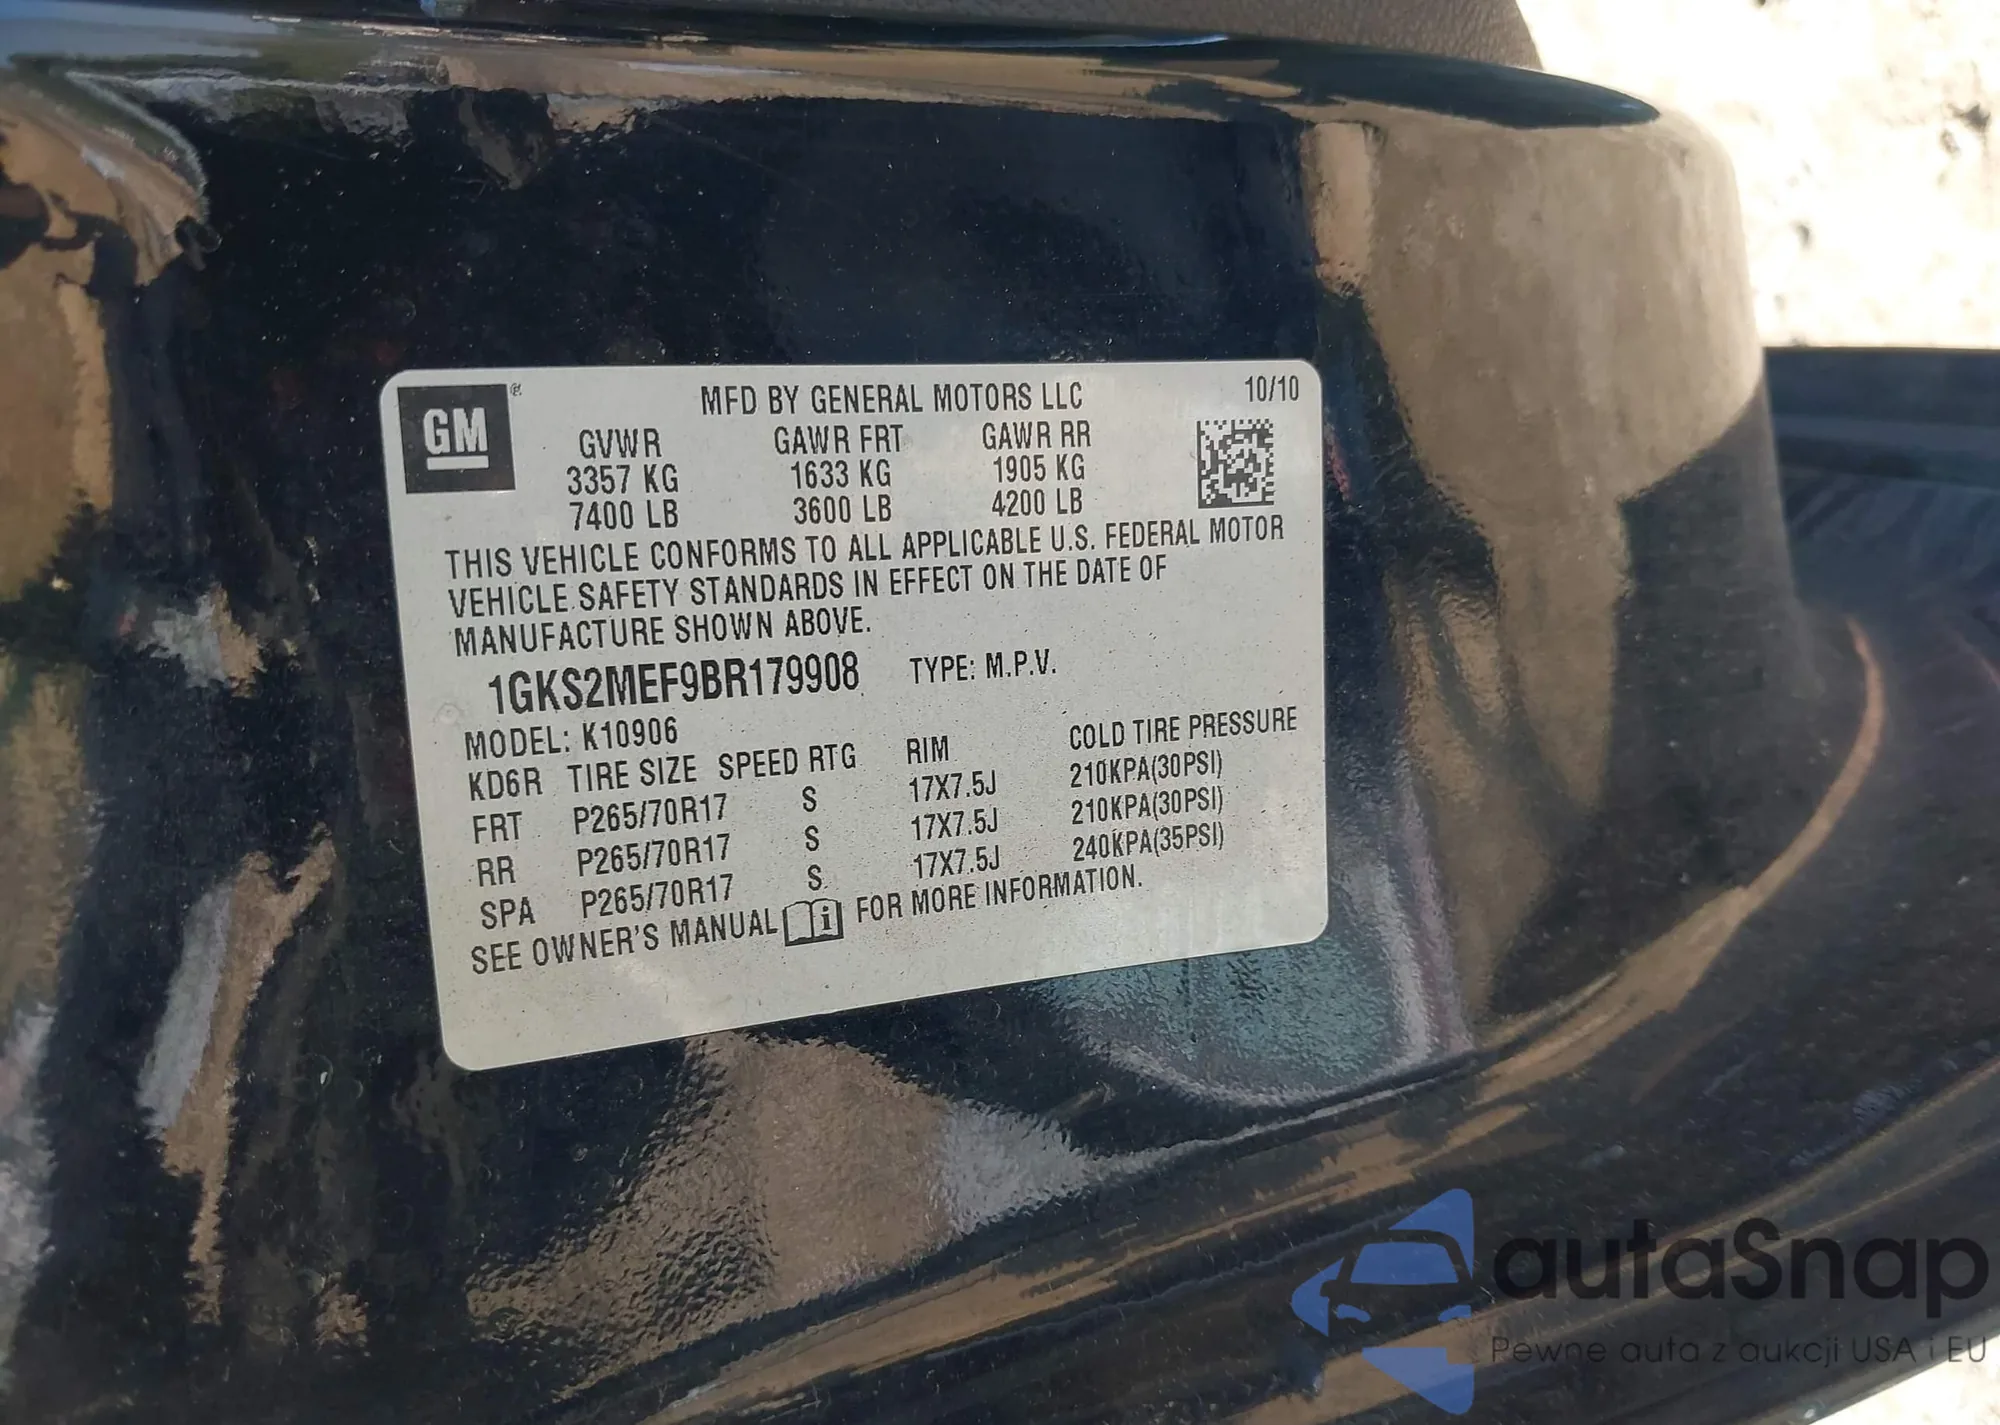 GM ®
MFD BY GENERAL MOTORS LLC 10/10
GVWR GAWR FRT GAWR RR
3357 KG 1633 KG 1905 KG
7400 LB 3600 LB 4200 LB
THIS VEHICLE CONFORMS TO ALL APPLICABLE U.S. FEDERAL MOTOR
VEHICLE SAFETY STANDARDS IN EFFECT ON THE DATE OF
MANUFACTURE SHOWN ABOVE.
1GKS2MEF9BR179908 TYPE: M.P.V.
MODEL: K10906
KD6R TIRE SIZE SPEED RTG RIM COLD TIRE PRESSURE
FRT P265/70R17 S 17X7.5J 210KPA(30PSI)
RR P265/70R17 S 17X7.5J 210KPA(30PSI)
SPA P265/70R17 S 17X7.5J 240KPA(35PSI)
SEE OWNER'S MANUAL i FOR MORE INFORMATION.
autaSnap
Pewne auta z aukcji USA i EU